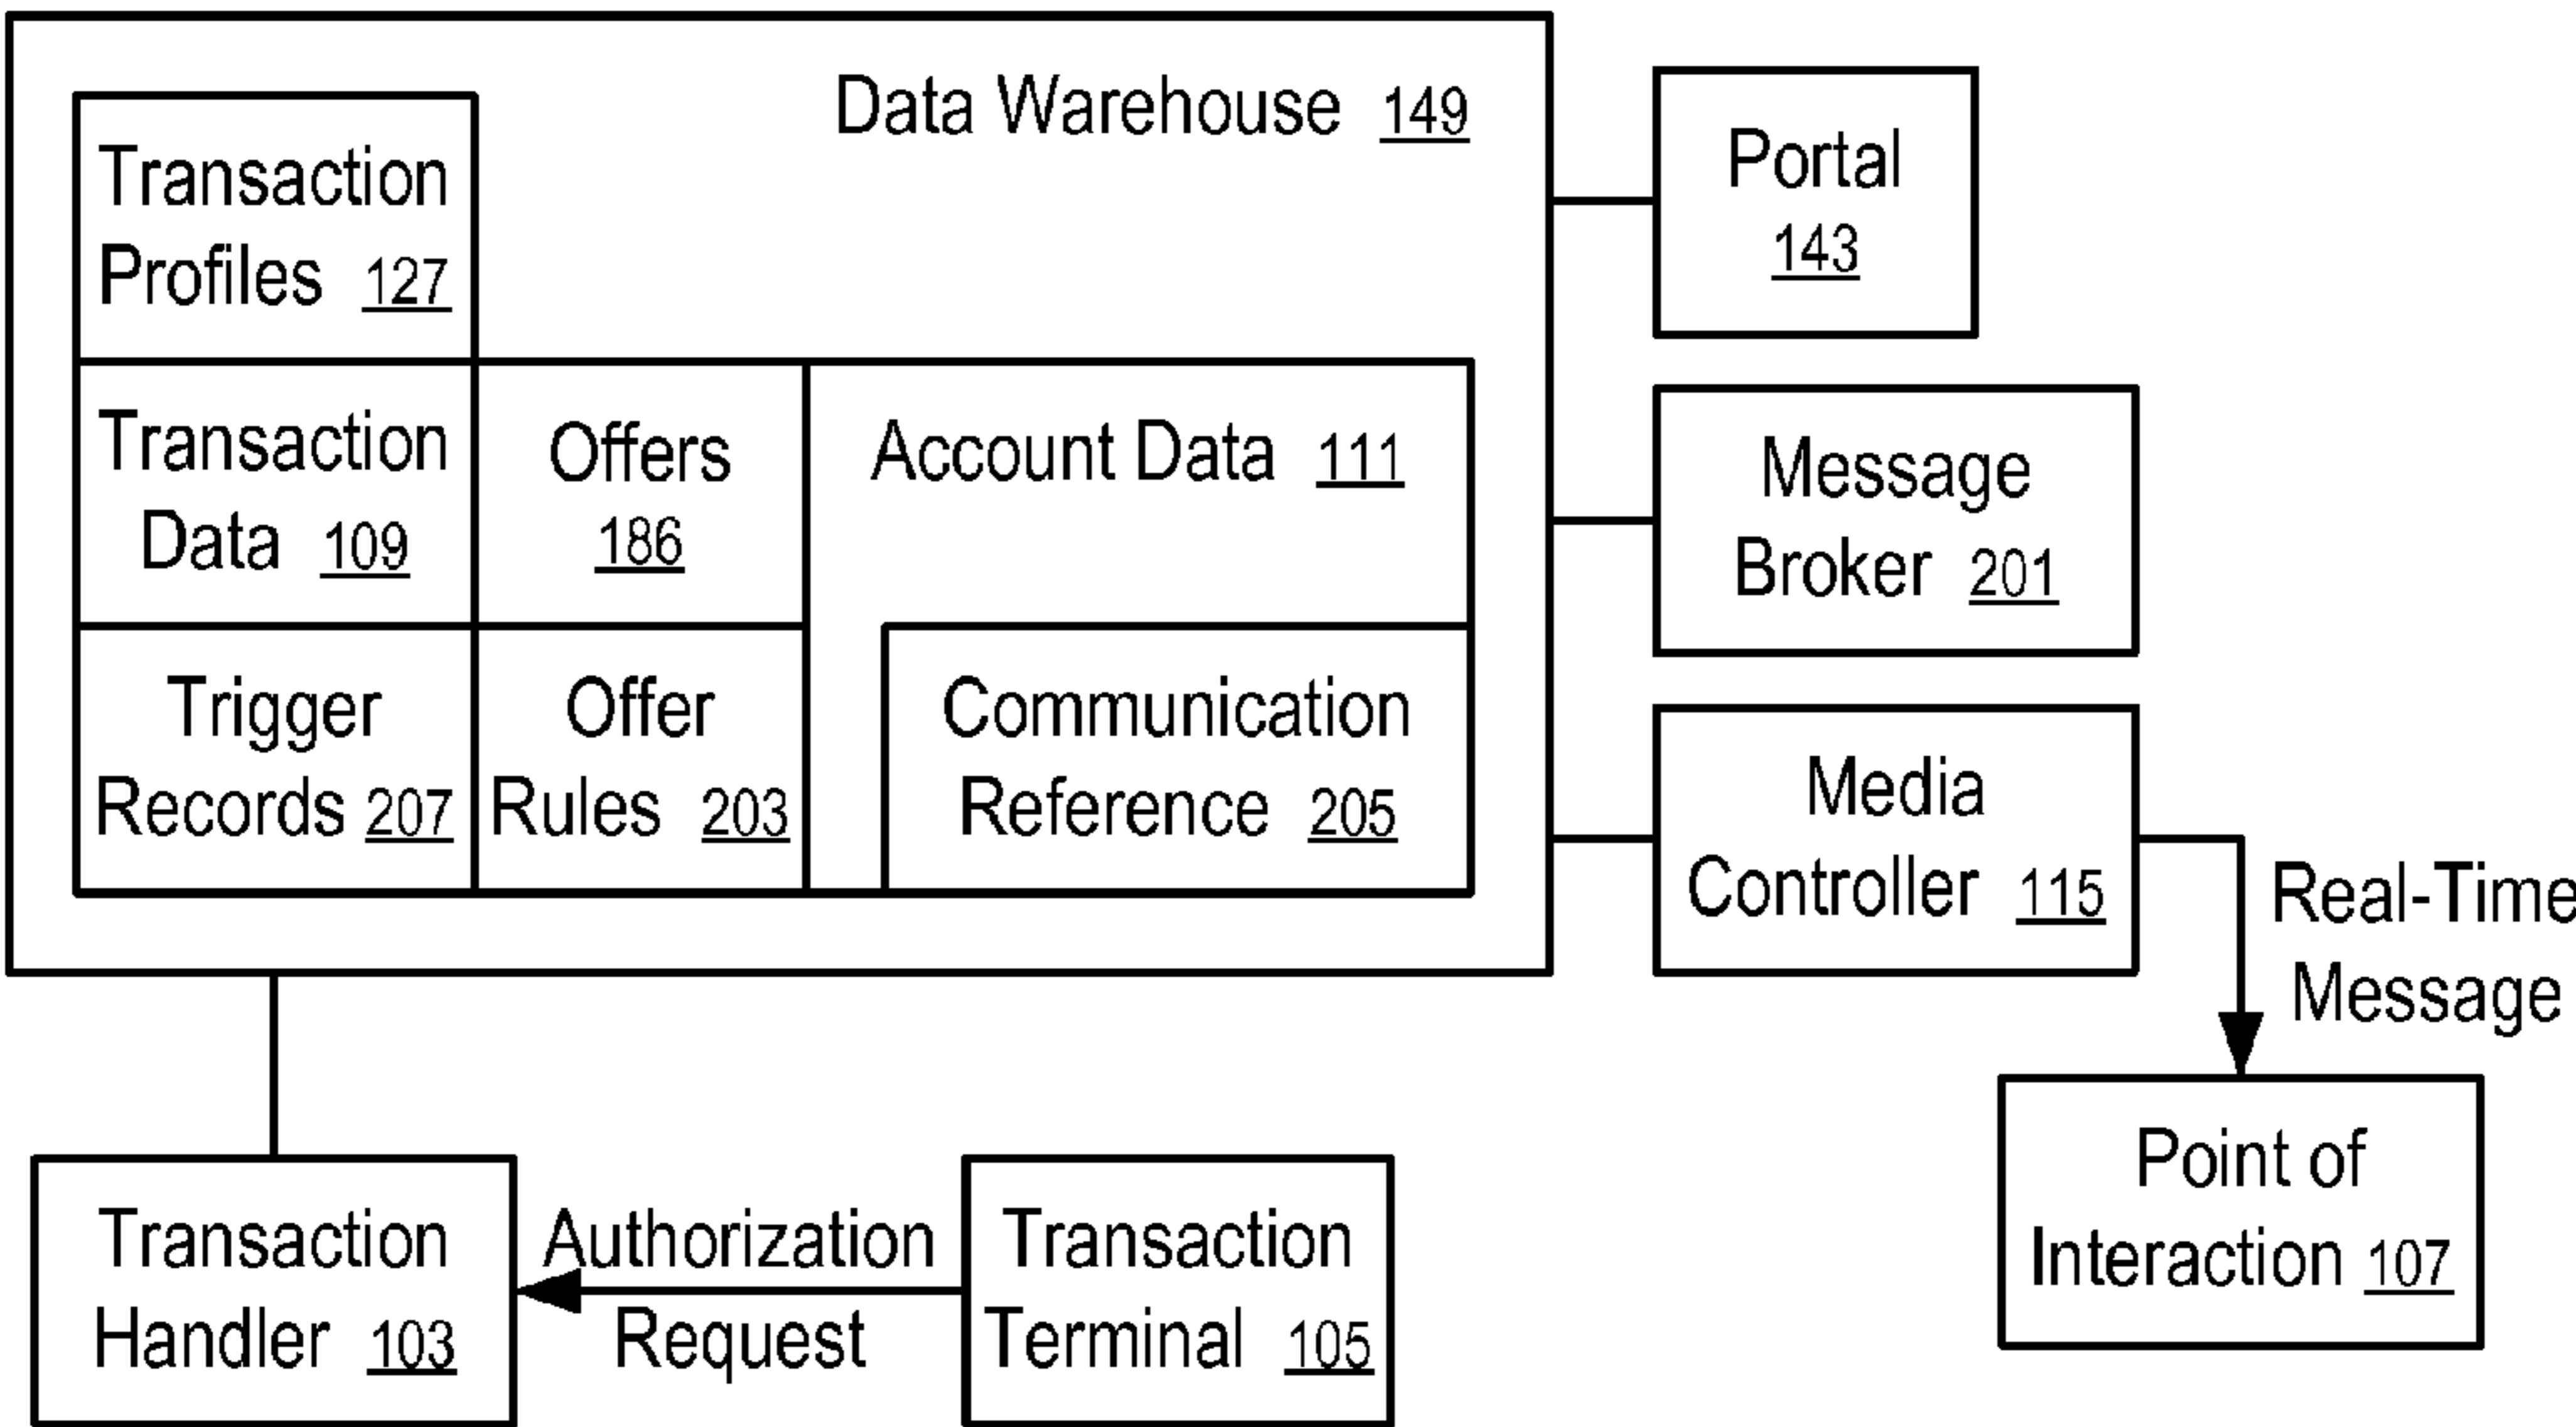 Data Warehouse 149
Transaction
Profiles 127
Transaction
Data 109
Offers
186
Account Data 111
Trigger
Records 207
Offer
Rules 203
Communication
Reference 205
Portal
143
Message
Broker 201
Media
Controller 115
Real-Time
Message
Point of
Interaction 107
Transaction
Handler 103
Authorization
Request
Transaction
Terminal 105